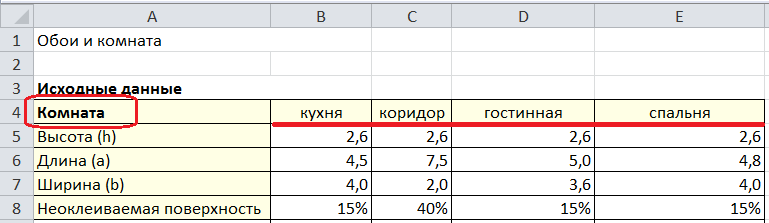 A B C D E
1 Обои и комната
2
3 Исходные данные
4 Комната кухня коридор гостинная спальня
5 Высота (h) 2,6 2,6 2,6 2,6
6 Длина (a) 4,5 7,5 5,0 4,8
7 Ширина (b) 4,0 2,0 3,6 4,0
8 Неоклеиваемая поверхность 15% 40% 15% 15%